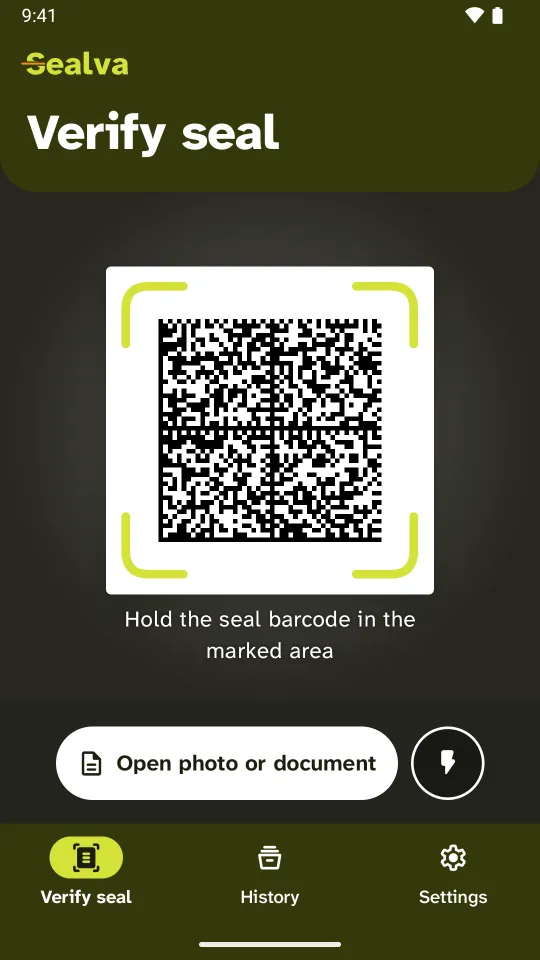 9:41
Sealva
Verify seal
Hold the seal barcode in the
marked area
Open photo or document
Verify seal
History
Settings